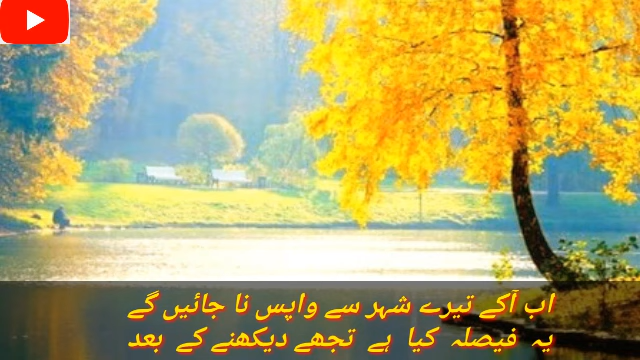 اب آکے تیرے شہر سے واپس نا جائیں گے
یہ فیصلہ کیا ہے تجھے دیکھنے کے بعد